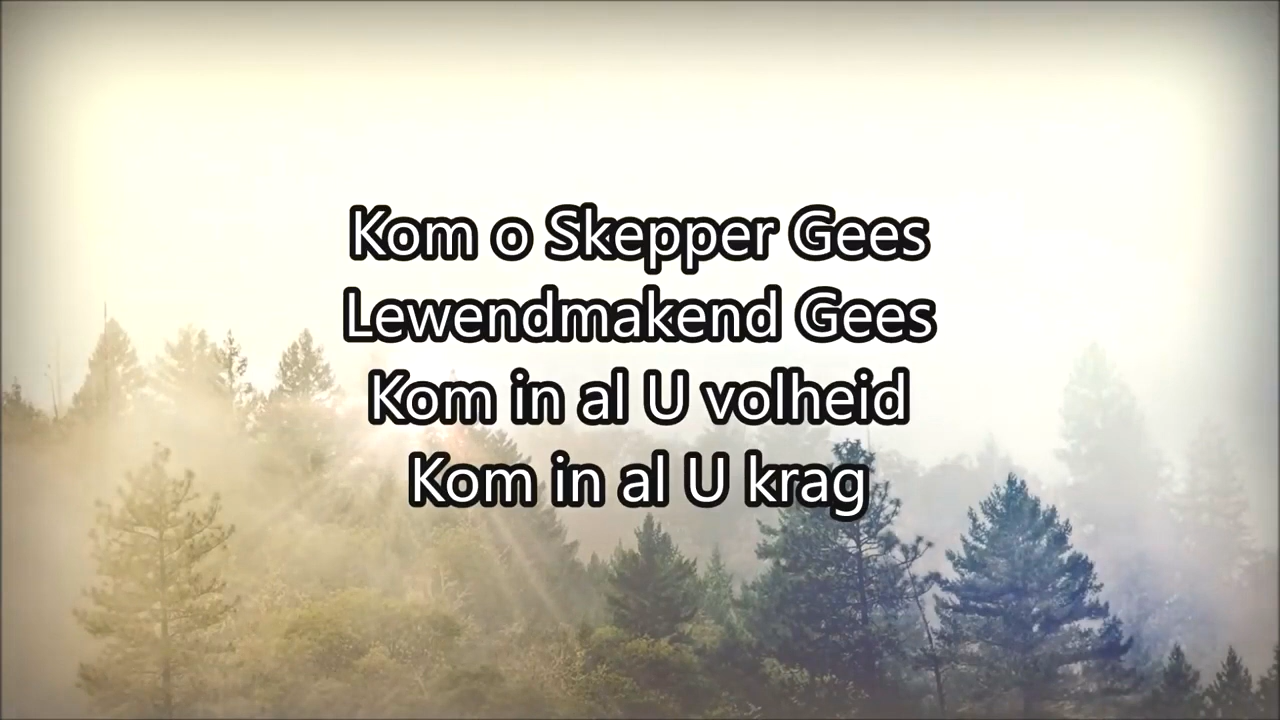 Kom o Skepper Gees
Lewendmakend Gees
Kom in al U volheid
Kom in al U krag